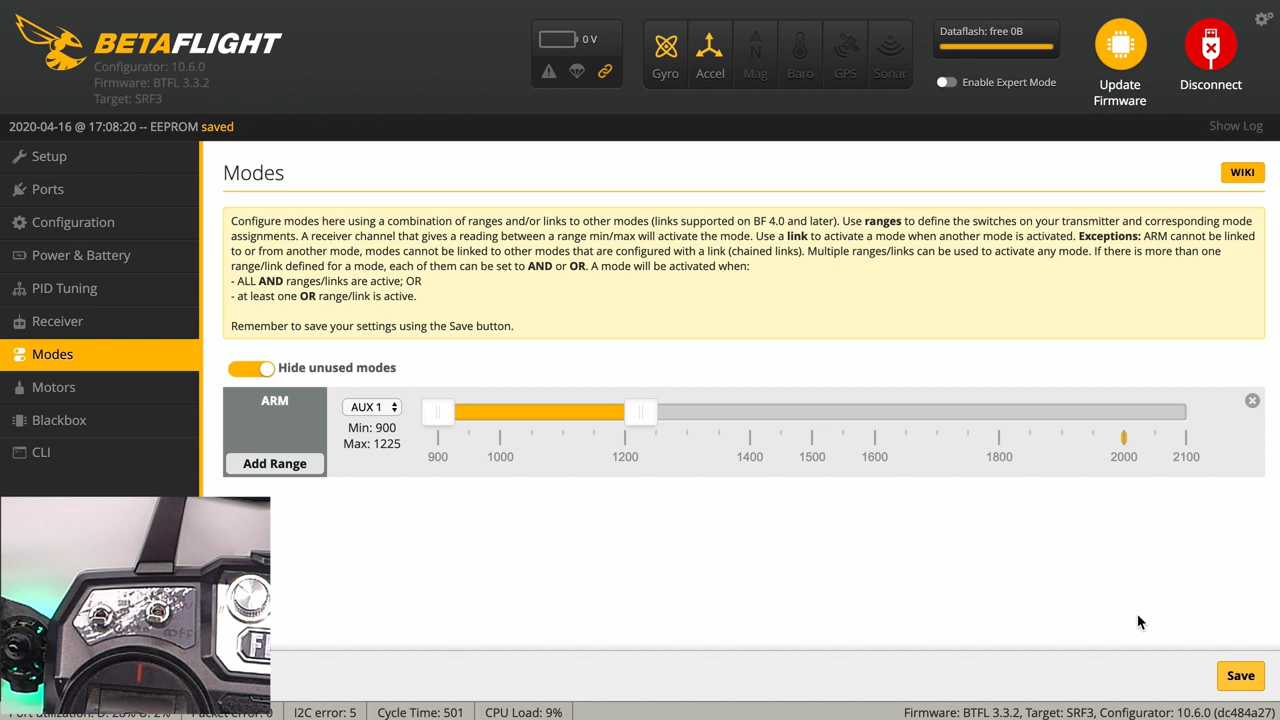 BETAFLIGHT
Configurator: 10.6.0
Firmware: BTFL 3.3.2
Target: SRF3
0 V
Gyro
Accel
Mag
Baro
GPS
Sonar
Dataflash: free 0B
Enable Expert Mode
Update
Firmware
Disconnect
2020-04-16 @ 17:08:20 -- EEPROM saved
Show Log
Setup
Ports
Configuration
Power & Battery
PID Tuning
Receiver
Modes
Motors
Blackbox
CLI
Modes
WIKI
Configure modes here using a combination of ranges and/or links to other modes (links supported on BF 4.0 and later). Use ranges to define the switches on your transmitter and corresponding mode
assignments. A receiver channel that gives a reading between a range min/max will activate the mode. Use a link to activate a mode when another mode is activated. Exceptions: ARM cannot be linked
to or from another mode, modes cannot be linked to other modes that are configured with a link (chained links). Multiple ranges/links can be used to activate any mode. If there is more than one
range/link defined for a mode, each of them can be set to AND or OR. A mode will be activated when:
- ALL AND ranges/links are active; OR
- at least one OR range/link is active.
Remember to save your settings using the Save button.
Hide unused modes
ARM
Add Range
AUX 1
Min: 900
Max: 1225
900 1000 1200 1400 1500 1600 1800 2000 2100
Save
Port utilization: D: 28% U: 2%
Packet error: 0
I2C error: 5
Cycle Time: 501
CPU Load: 9%
Firmware: BTFL 3.3.2, Target: SRF3, Configurator: 10.6.0 (dc484a27)